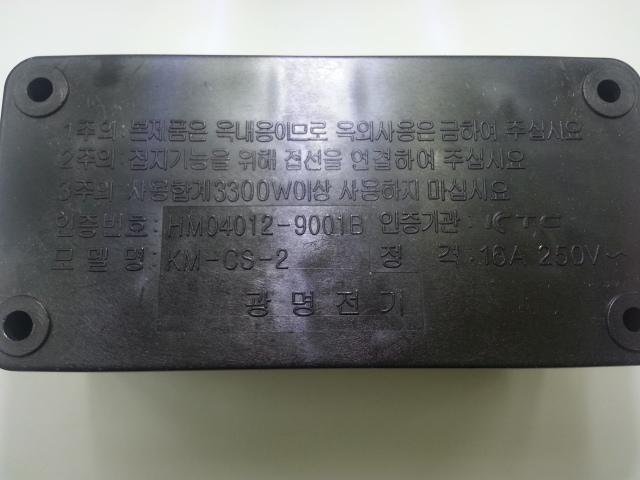 1주의:본제품은 옥내용이므로 옥외사용은 금하여 주십시요
2주의:접지기능을 위해 접선을 연결하여 주십시요
3주의:사용합계3300W이상 사용하지 마십시요
인증번호:HM04012-9001B 인증기관:KTC
모델명:KM-CS-2 정격:16A 250V~
광명전기